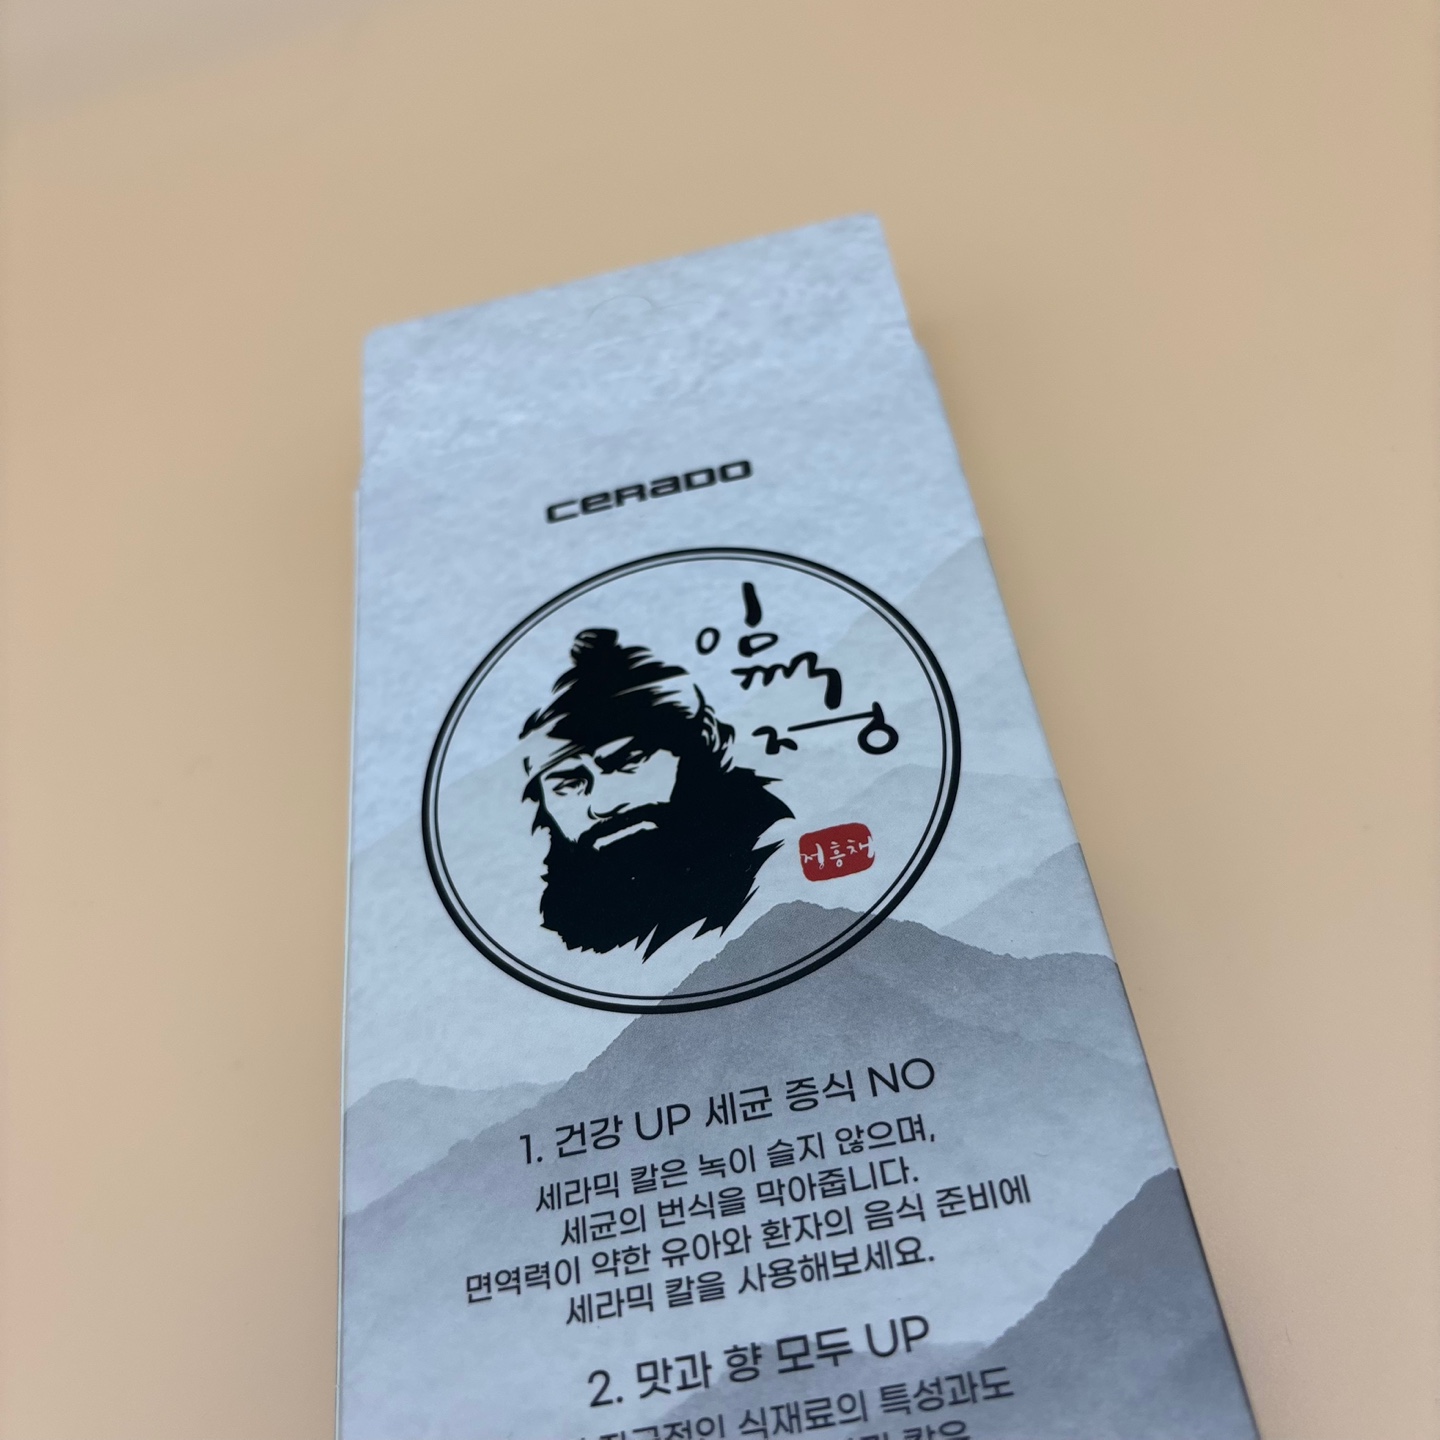 CERADO
임
꺽
정
정흥채
1. 건강 UP 세균 증식 NO
세라믹 칼은 녹이 슬지 않으며,
세균의 번식을 막아줍니다.
면역력이 약한 유아와 환자의 음식 준비에
세라믹 칼을 사용해보세요.
2. 맛과 향 모두 UP
식재료의 특성과도
칼을